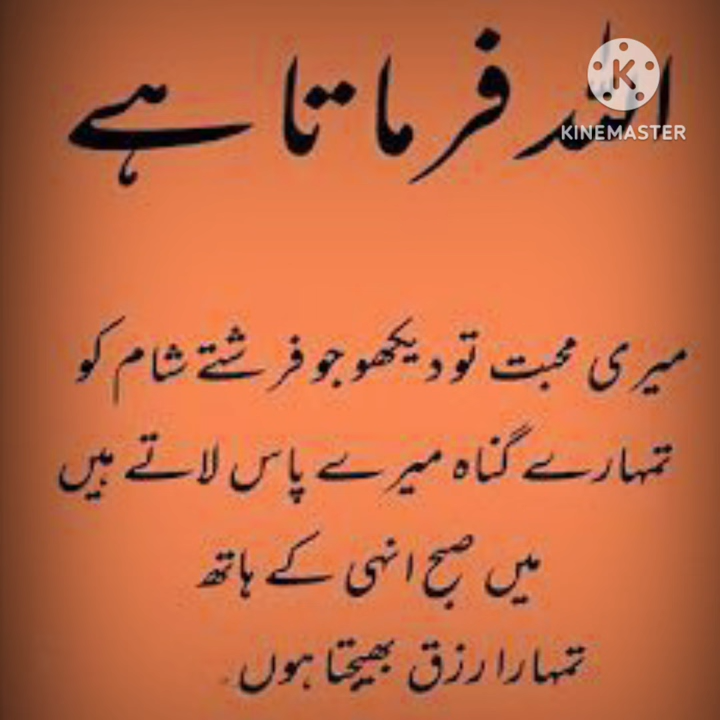 اللہ فرماتا ہے
KINEMASTER
میری محبت تو دیکھو جو فرشتے شام کو
تمہارے گناہ میرے پاس لاتے ہیں
میں صبح انہی کے ہاتھ
تمہارا رزق بھیجتا ہوں